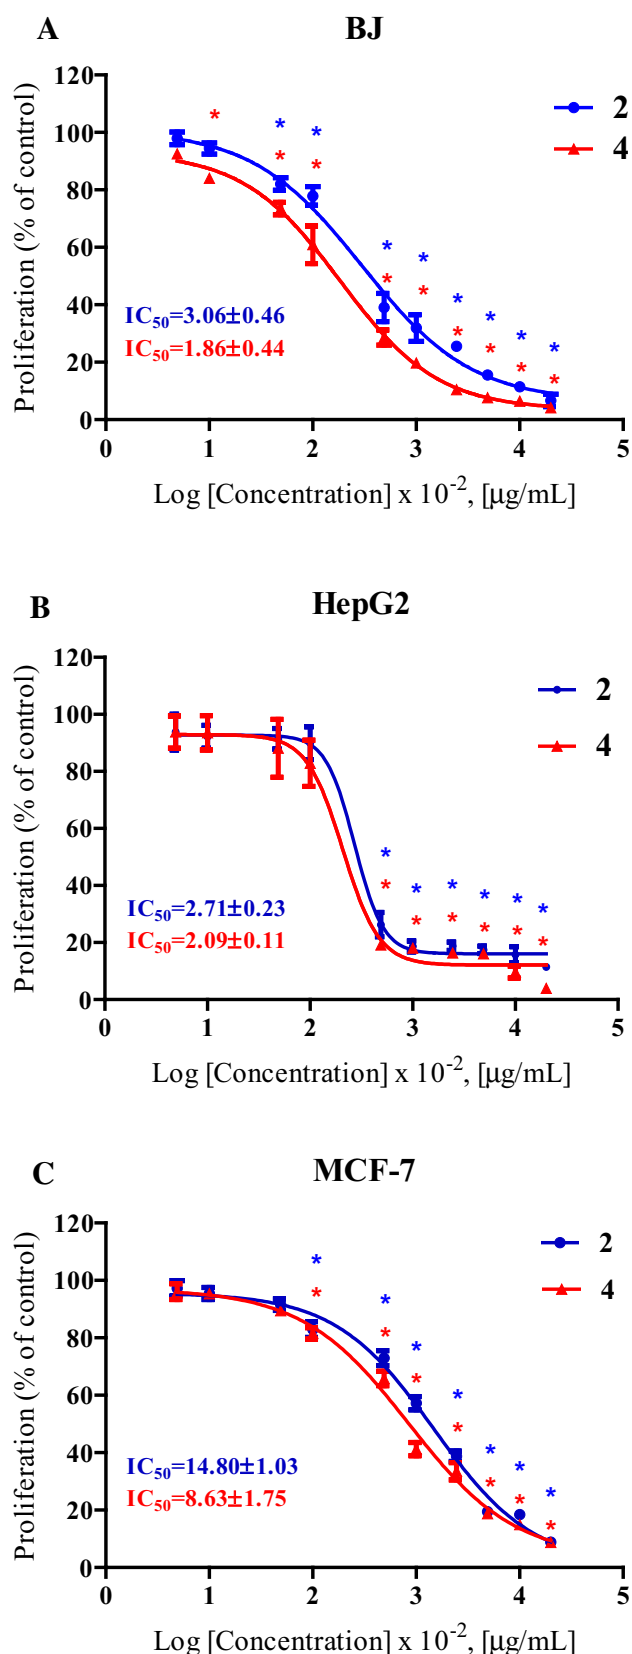 A
BJ
120
100
80
60
40
20
0
Proliferation (% of control)
2
4
* * * * * * * * *
* * * * * * * * *
IC₅₀=3.06±0.46
IC₅₀=1.86±0.44
0 1 2 3 4 5
Log [Concentration] x 10⁻², [μg/mL]
B
HepG2
120
100
80
60
40
20
0
Proliferation (% of control)
2
4
* * * * * *
* * * * * *
IC₅₀=2.71±0.23
IC₅₀=2.09±0.11
0 1 2 3 4 5
Log [Concentration] x 10⁻², [μg/mL]
C
MCF-7
120
100
80
60
40
20
0
Proliferation (% of control)
2
4
* * * * * * *
* * * * * * *
IC₅₀=14.80±1.03
IC₅₀=8.63±1.75
0 1 2 3 4 5
Log [Concentration] x 10⁻², [μg/mL]